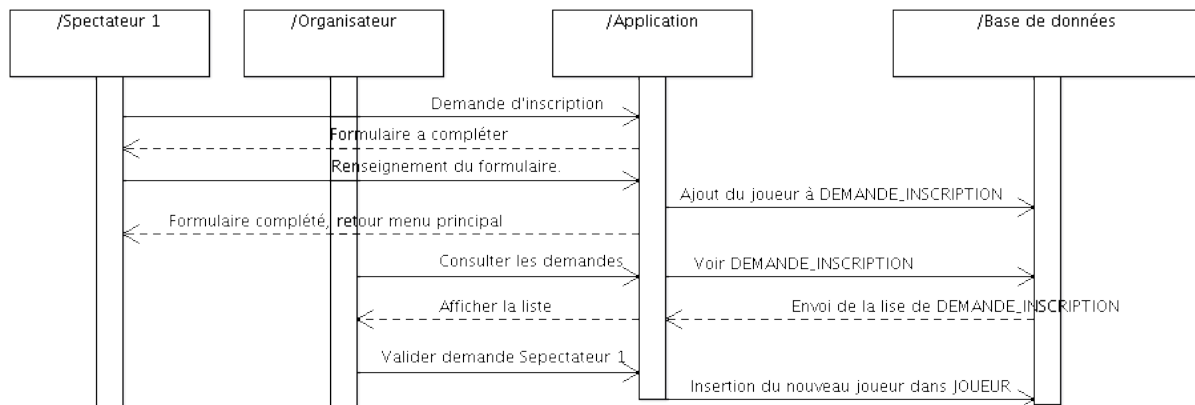 /Spectateur 1
/Organisateur
/Application
/Base de données
Demande d'inscription
Formulaire a compléter
Renseignement du formulaire.
Ajout du joueur à DEMANDE_INSCRIPTION
Formulaire complété, retour menu principal
Consulter les demandes
Voir DEMANDE_INSCRIPTION
Afficher la liste
Envoi de la lise de DEMANDE_INSCRIPTION
Valider demande Sepectateur 1
Insertion du nouveau joueur dans JOUEUR